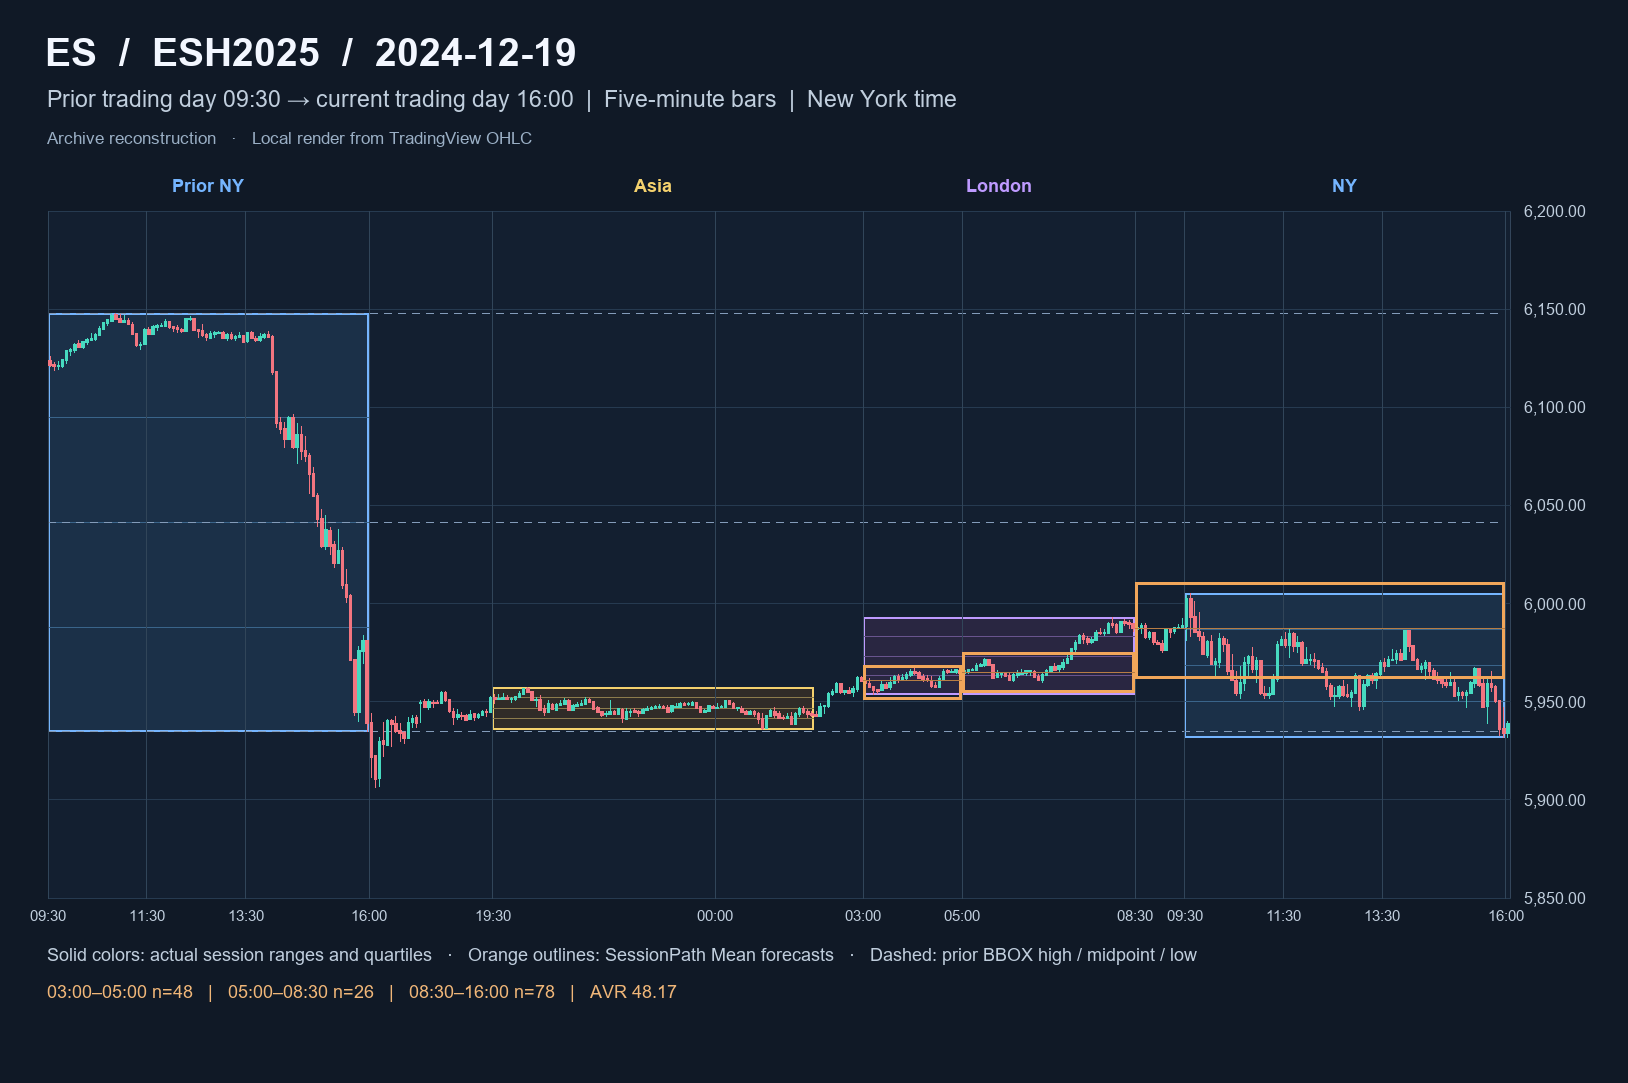 ES / ESH2025 / 2024-12-19
Prior trading day 09:30 → current trading day 16:00 | Five-minute bars | New York time
Archive reconstruction · Local render from TradingView OHLC
Prior NY Asia London NY
6,200.00
6,150.00
6,100.00
6,050.00
6,000.00
5,950.00
5,900.00
5,850.00
09:30 11:30 13:30 16:00 19:30 00:00 03:00 05:00 08:30 09:30 11:30 13:30 16:00
Solid colors: actual session ranges and quartiles · Orange outlines: SessionPath Mean forecasts · Dashed: prior BBOX high / midpoint / low
03:00–05:00 n=48 | 05:00–08:30 n=26 | 08:30–16:00 n=78 | AVR 48.17